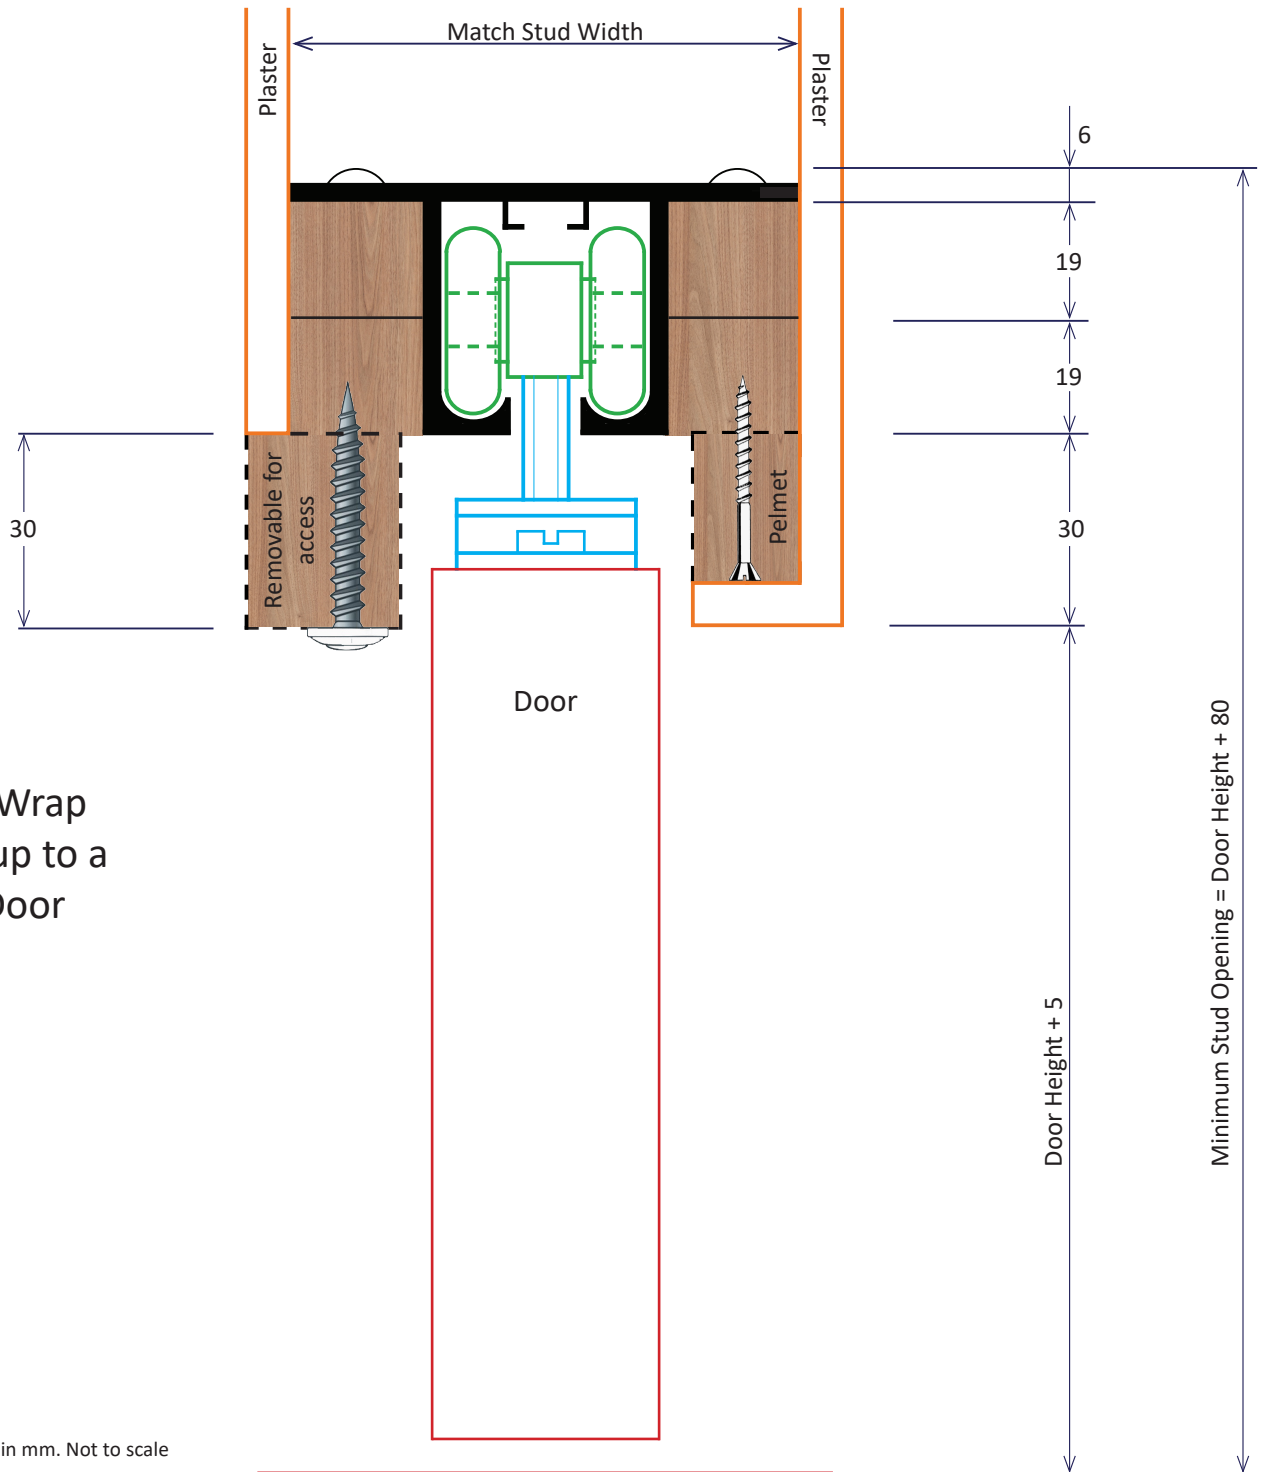 Match Stud Width
Plaster
Plaster
6
19
19
30
30
Removable for
access
Pelmet
Door
Wrap
up to a
Door
Door Height + 5
Minimum Stud Opening = Door Height + 80
in mm. Not to scale